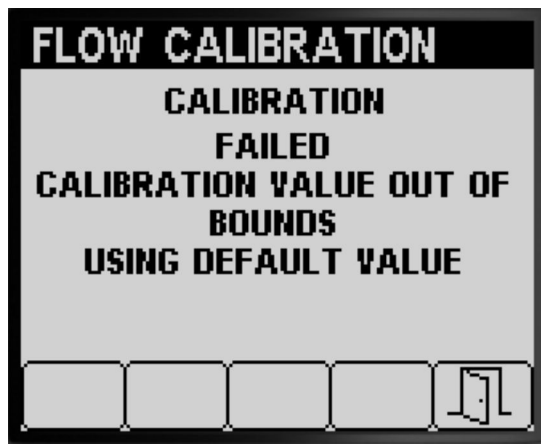 FLOW CALIBRATION
CALIBRATION
FAILED
CALIBRATION VALUE OUT OF
BOUNDS
USING DEFAULT VALUE